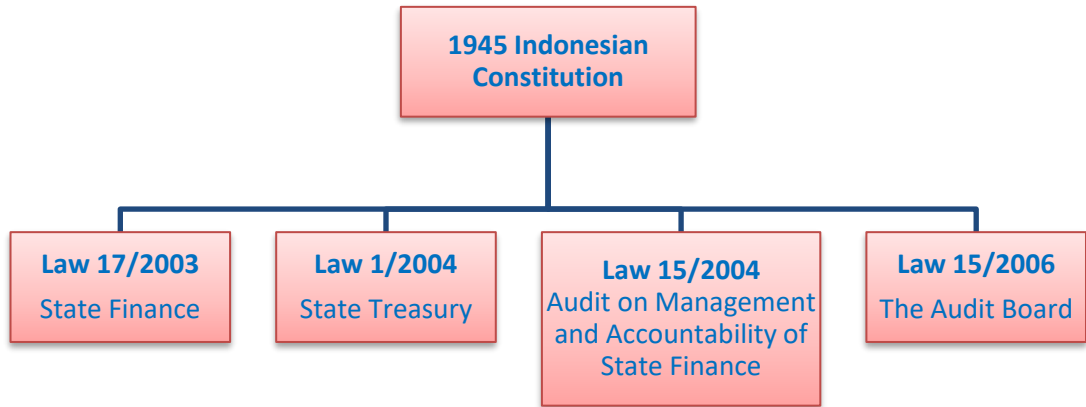 1945 Indonesian
Constitution
Law 17/2003
State Finance
Law 1/2004
State Treasury
Law 15/2004
Audit on Management
and Accountability of
State Finance
Law 15/2006
The Audit Board